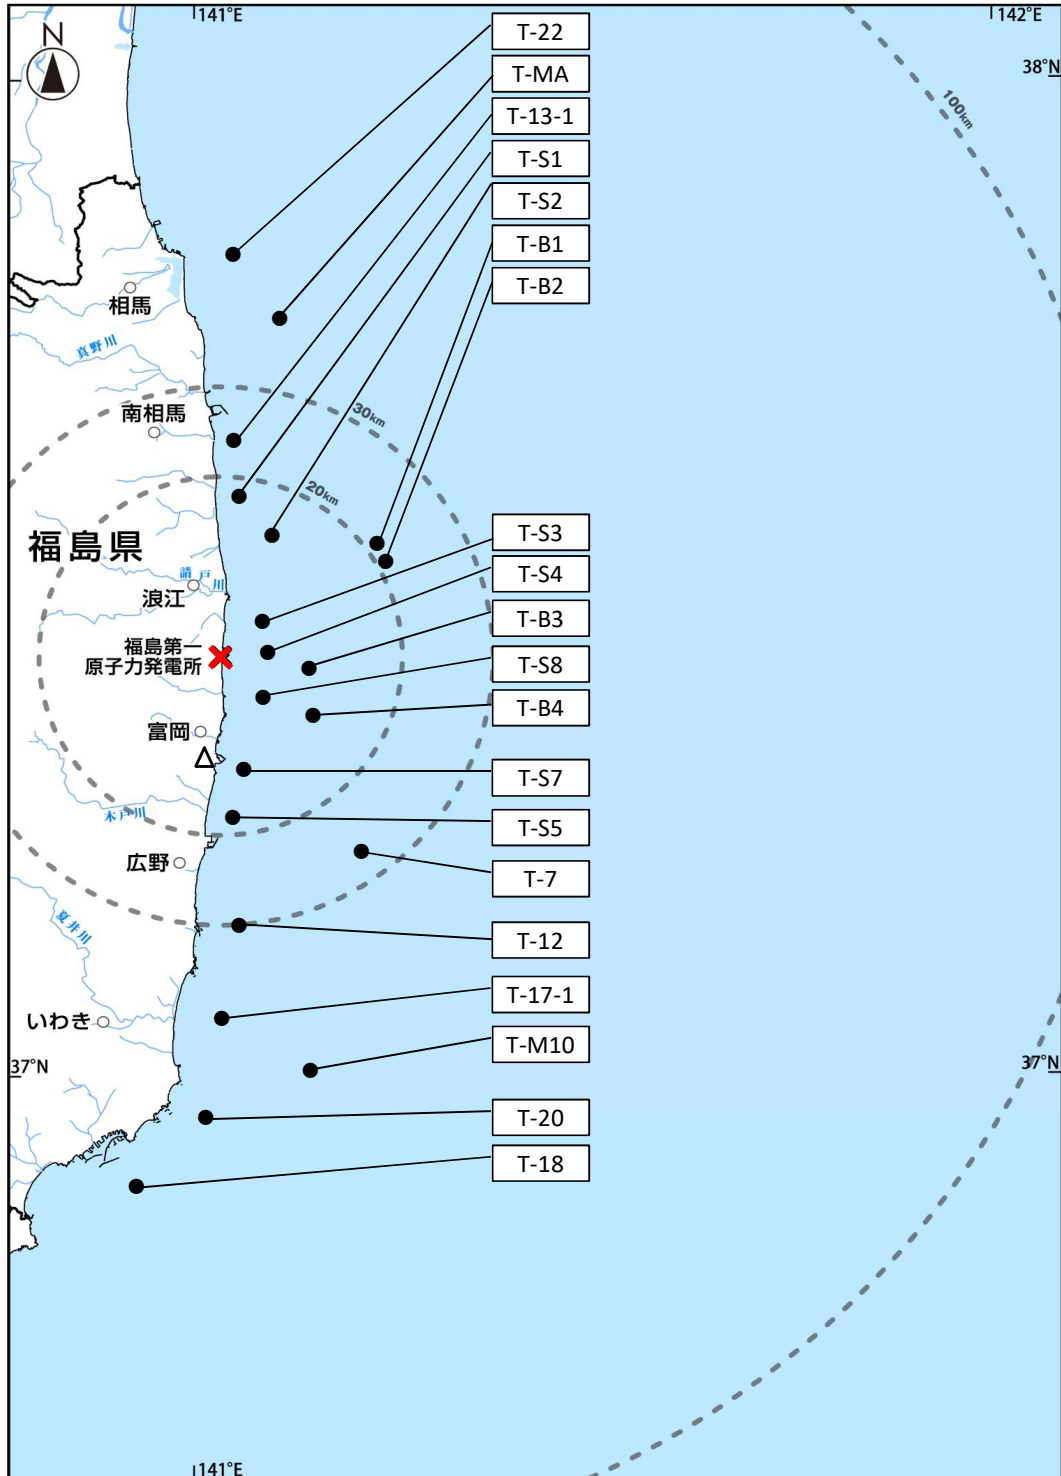 141°E
142°E
N
38°N
100km
T-22
T-MA
T-13-1
T-S1
T-S2
T-B1
T-B2
相馬
真野川
南相馬
30km
20km
福島県
請戸川
浪江
T-S3
T-S4
福島第一
原子力発電所
T-B3
T-S8
富岡
T-B4
T-S7
木戸川
T-S5
広野
T-7
夏井川
T-12
T-17-1
いわき
T-M10
37°N
37°N
T-20
T-18
141°E